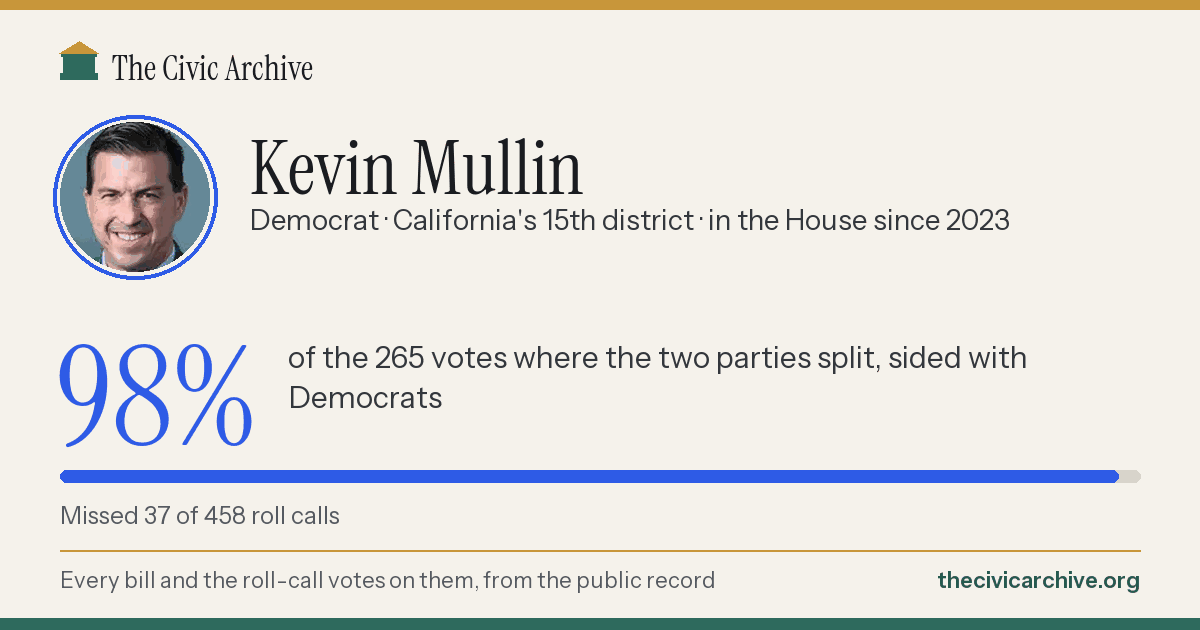 The Civic Archive
Kevin Mullin
Democrat · California's 15th district · in the House since 2023
98%
of the 265 votes where the two parties split, sided with
Democrats
Missed 37 of 458 roll calls
Every bill and the roll-call votes on them, from the public record
thecivicarchive.org